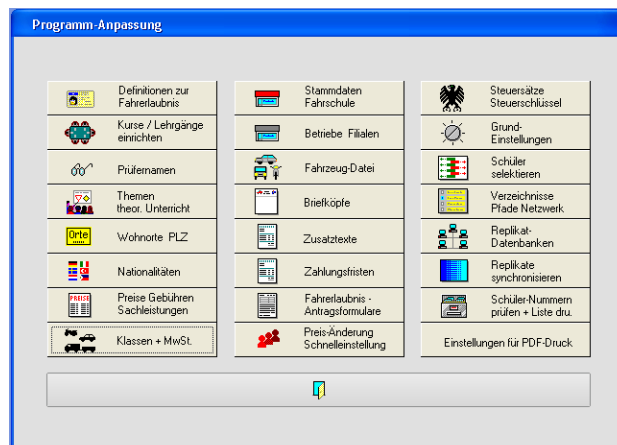 Programm-Anpassung
Definitionen zur
Fahrerlaubnis
Kurse / Lehrgänge
einrichten
Prüfernamen
Themen
theor. Unterricht
Orte
Wohnorte PLZ
Nationalitäten
PREISE
Preise Gebühren
Sachleistungen
Klassen + MwSt.
Stammdaten
Fahrschule
Betriebe Filialen
Fahrzeug-Datei
Briefköpfe
Zusatztexte
Zahlungsfristen
Fahrerlaubnis -
Antragsformulare
Preis-Änderung
Schnelleinstellung
Steuersätze
Steuerschlüssel
Grund-
Einstellungen
Schüler
selektieren
Verzeichnisse
Pfade Netzwerk
Replikat-
Datenbanken
Replikate
synchronisieren
Schüler-Nummern
prüfen + Liste dru.
Einstellungen für PDF-Druck